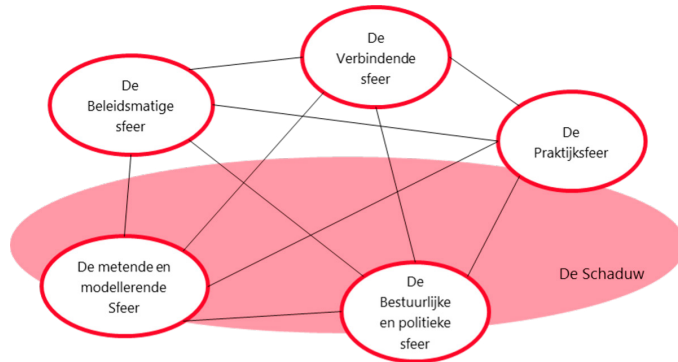 De
Verbindende
sfeer
De
Beleidsmatige
sfeer
De
Praktijksfeer
De metende en
modellerende
Sfeer
De
Bestuurlijke
en politieke
sfeer
De Schaduw